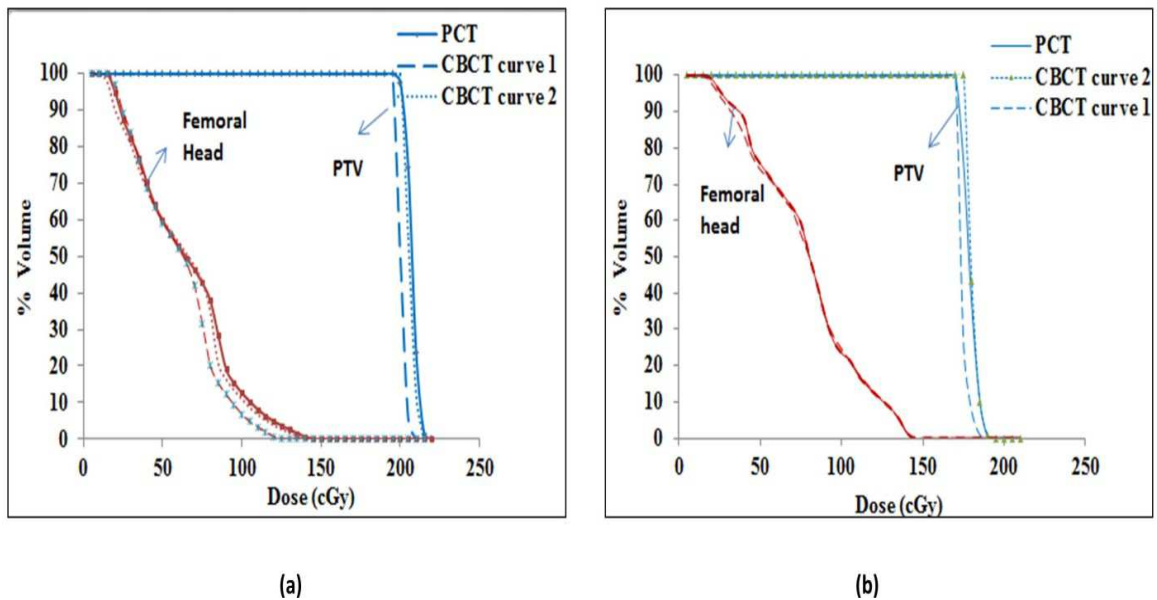 PCT
CBCT curve 1
CBCT curve 2
100
90
80
70
60
50
40
30
20
10
0
% Volume
Femoral
Head
PTV
0 50 100 150 200 250
Dose (cGy)
(a)
PCT
CBCT curve 2
CBCT curve 1
100
90
80
70
60
50
40
30
20
10
0
% Volume
Femoral
head
PTV
0 50 100 150 200 250
Dose (cGy)
(b)